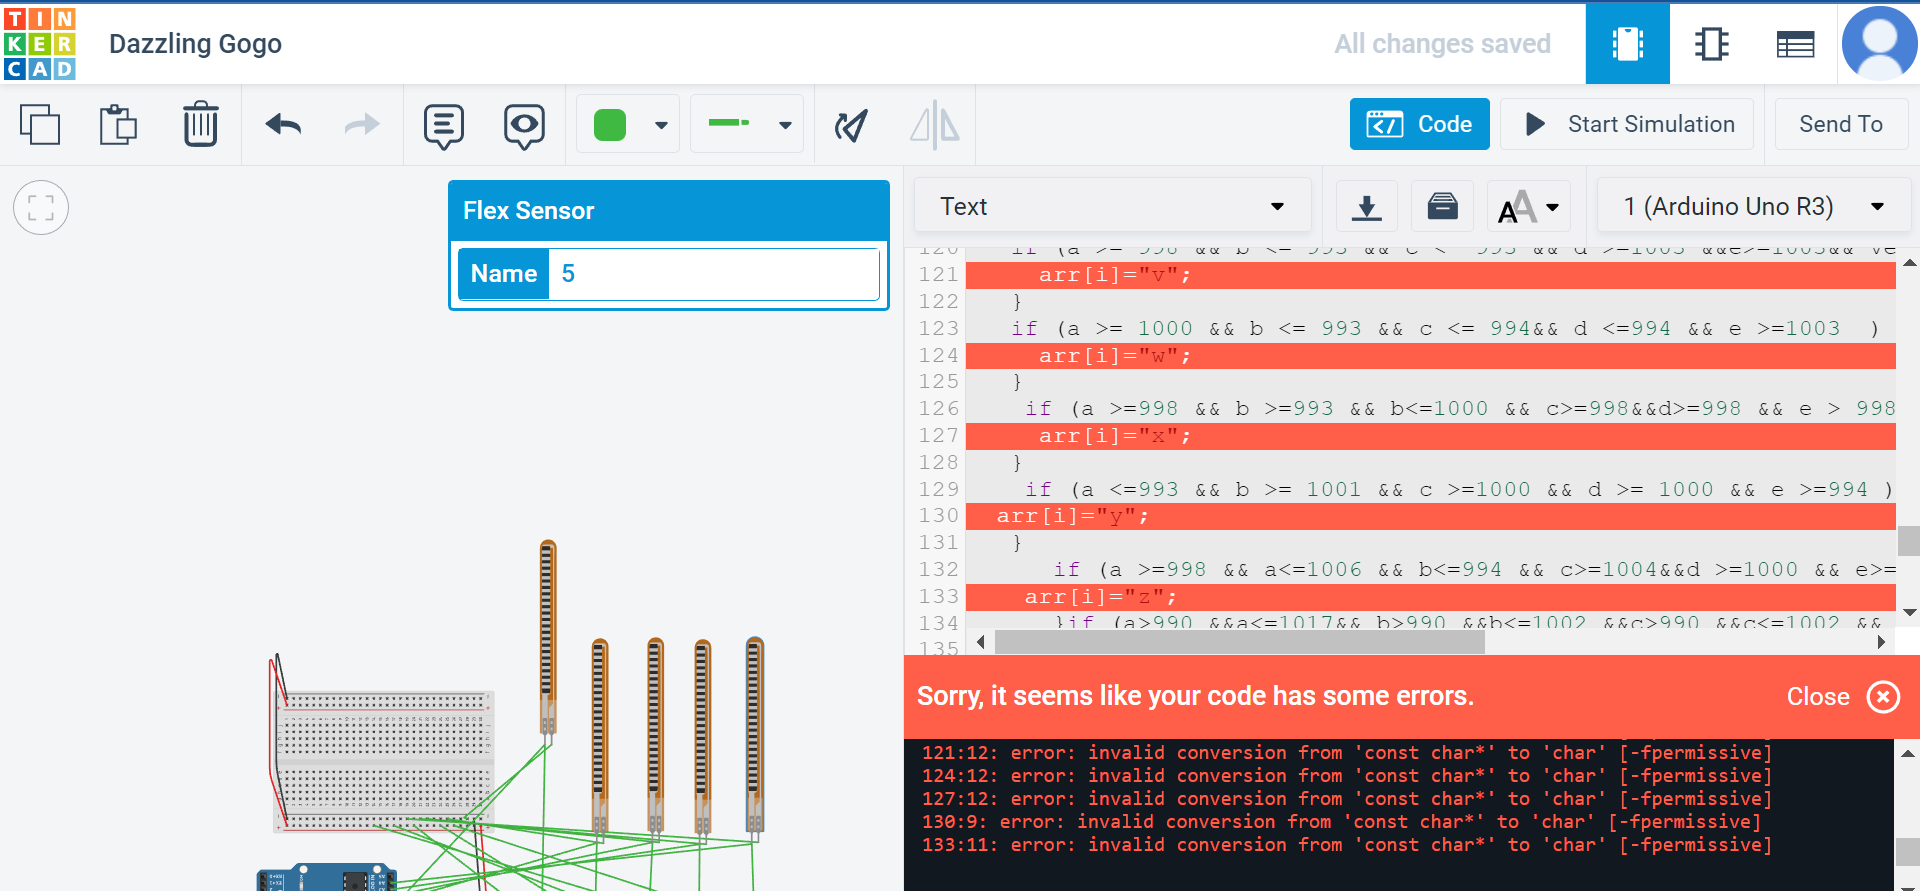 TINKERCAD
Dazzling Gogo
All changes saved
Code
Start Simulation
Send To
Flex Sensor
Name 5
Text
1 (Arduino Uno R3)
121 arr[i]="v";
122 }
123 if (a >= 1000 && b <= 993 && c <= 994&& d <=994 && e >=1003 )
124 arr[i]="w";
125 }
126 if (a >=998 && b >=993 && b<=1000 && c>=998&&d>=998 && e > 998
127 arr[i]="x";
128 }
129 if (a <=993 && b >= 1001 && c >=1000 && d >= 1000 && e >=994 )
130 arr[i]="y";
131 }
132 if (a >=998 && a<=1006 && b<=994 && c>=1004&&d >=1000 && e>=
133 arr[i]="z";
134 }if (a>990 &&a<=1017&& b>990 &&b<=1002 &&c>990 &&c<=1002 &&
135
Sorry, it seems like your code has some errors.
Close
121:12: error: invalid conversion from 'const char*' to 'char' [-fpermissive]
124:12: error: invalid conversion from 'const char*' to 'char' [-fpermissive]
127:12: error: invalid conversion from 'const char*' to 'char' [-fpermissive]
130:9: error: invalid conversion from 'const char*' to 'char' [-fpermissive]
133:11: error: invalid conversion from 'const char*' to 'char' [-fpermissive]